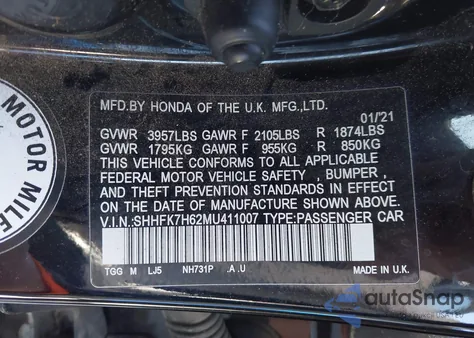 MOTOR MILE
MFD.BY HONDA OF THE U.K. MFG.,LTD.
01/21
GVWR 3957LBS GAWR F 2105LBS R 1874LBS
GVWR 1795KG GAWR F 955KG R 850KG
THIS VEHICLE CONFORMS TO ALL APPLICABLE
FEDERAL MOTOR VEHICLE SAFETY , BUMPER ,
AND THEFT PREVENTION STANDARDS IN EFFECT
ON THE DATE OF MANUFACTURE SHOWN ABOVE.
V.I.N.:SHHFK7H62MU411007 TYPE:PASSENGER CAR
TGG M LJ5 NH731P .A.U MADE IN U.K.
autoSnap